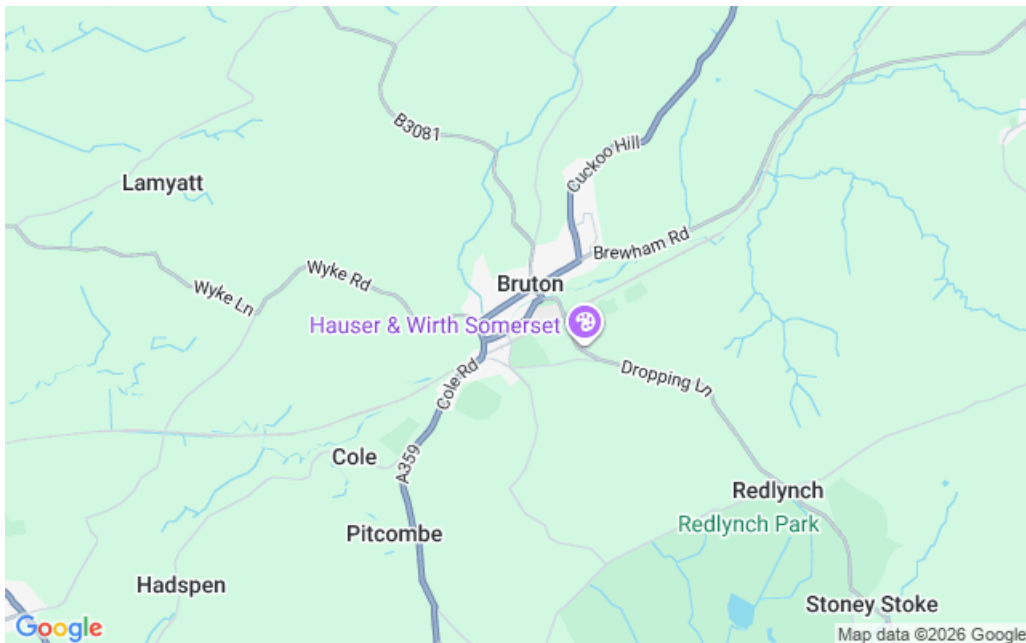 B3081
Cuckoo Hill
Lamyatt
Brewham Rd
Wyke Rd
Wyke Ln
Bruton
Hauser & Wirth Somerset
Dropping Ln
Cole Rd
Cole
A359
Redlynch
Pitcombe
Redlynch Park
Hadspen
Stoney Stoke
Google
Map data ©2026 Google